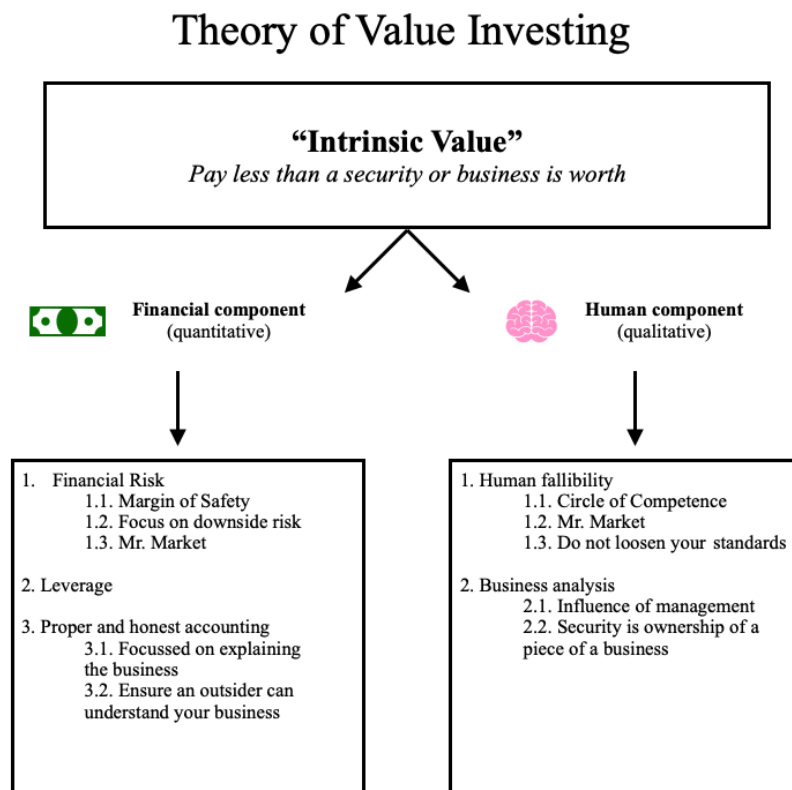 Theory of Value Investing
“Intrinsic Value”
Pay less than a security or business is worth
Financial component
(quantitative)
Human component
(qualitative)
1. Financial Risk
1.1. Margin of Safety
1.2. Focus on downside risk
1.3. Mr. Market
2. Leverage
3. Proper and honest accounting
3.1. Focussed on explaining
the business
3.2. Ensure an outsider can
understand your business
1. Human fallibility
1.1. Circle of Competence
1.2. Mr. Market
1.3. Do not loosen your standards
2. Business analysis
2.1. Influence of management
2.2. Security is ownership of a
piece of a business